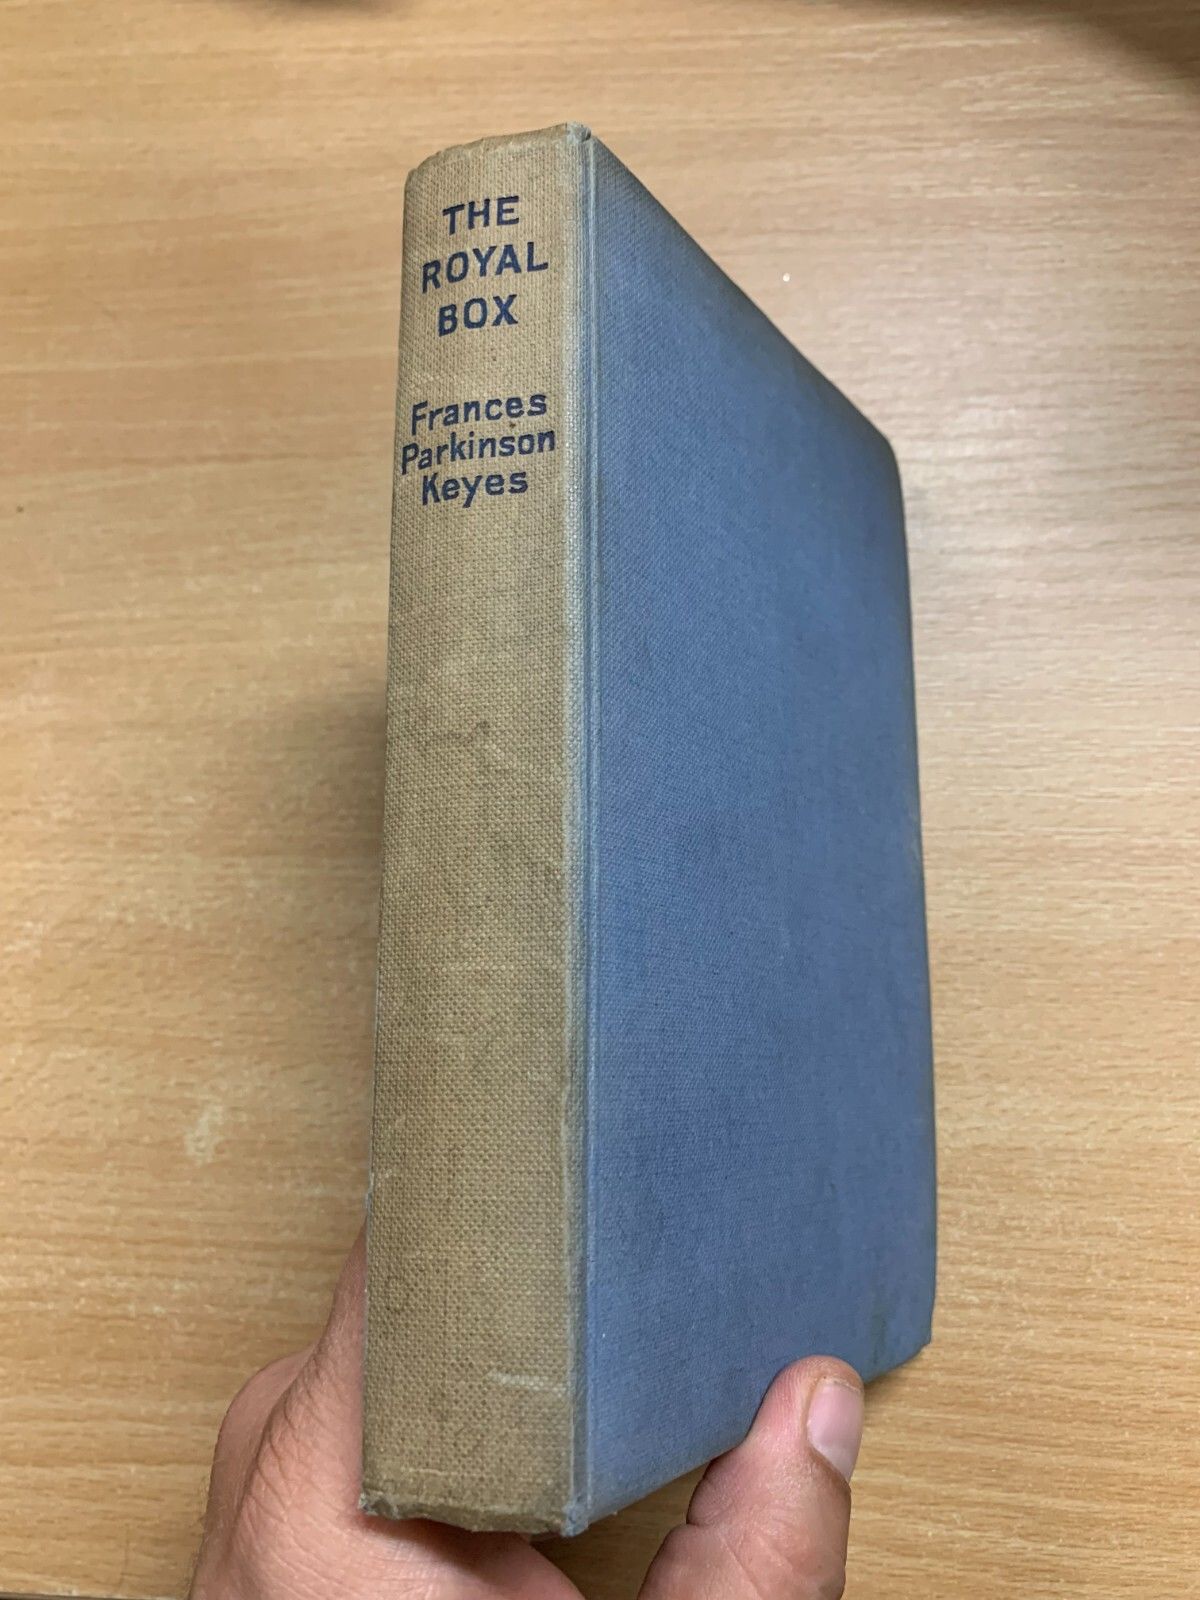 THE
ROYAL
BOX
Frances
Parkinson
Keyes